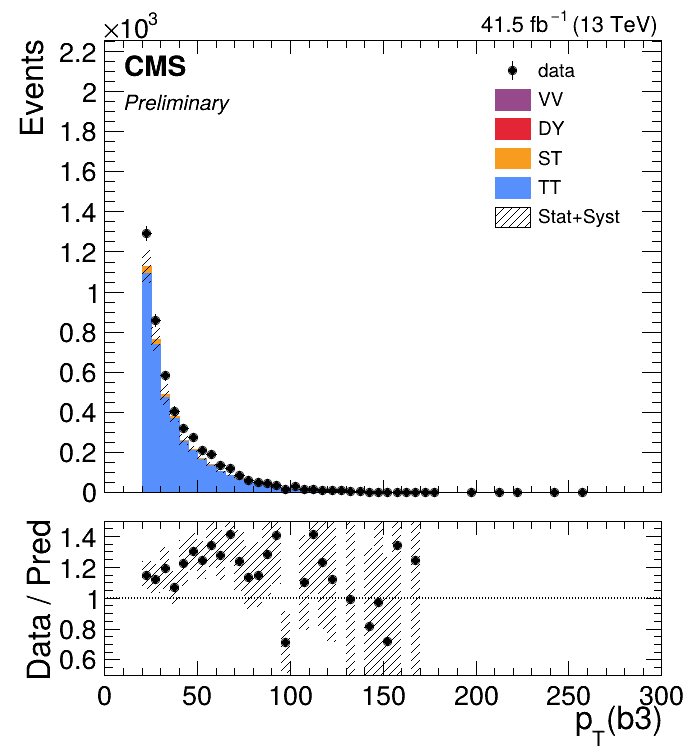 ×10³
41.5 fb⁻¹ (13 TeV)
CMS
Preliminary
Events
data
VV
DY
ST
TT
Stat+Syst
2.2
2
1.8
1.6
1.4
1.2
1
0.8
0.6
0.4
0.2
0
Data / Pred
1.4
1.2
1
0.8
0.6
0 50 100 150 200 250 300
p_T(b3)